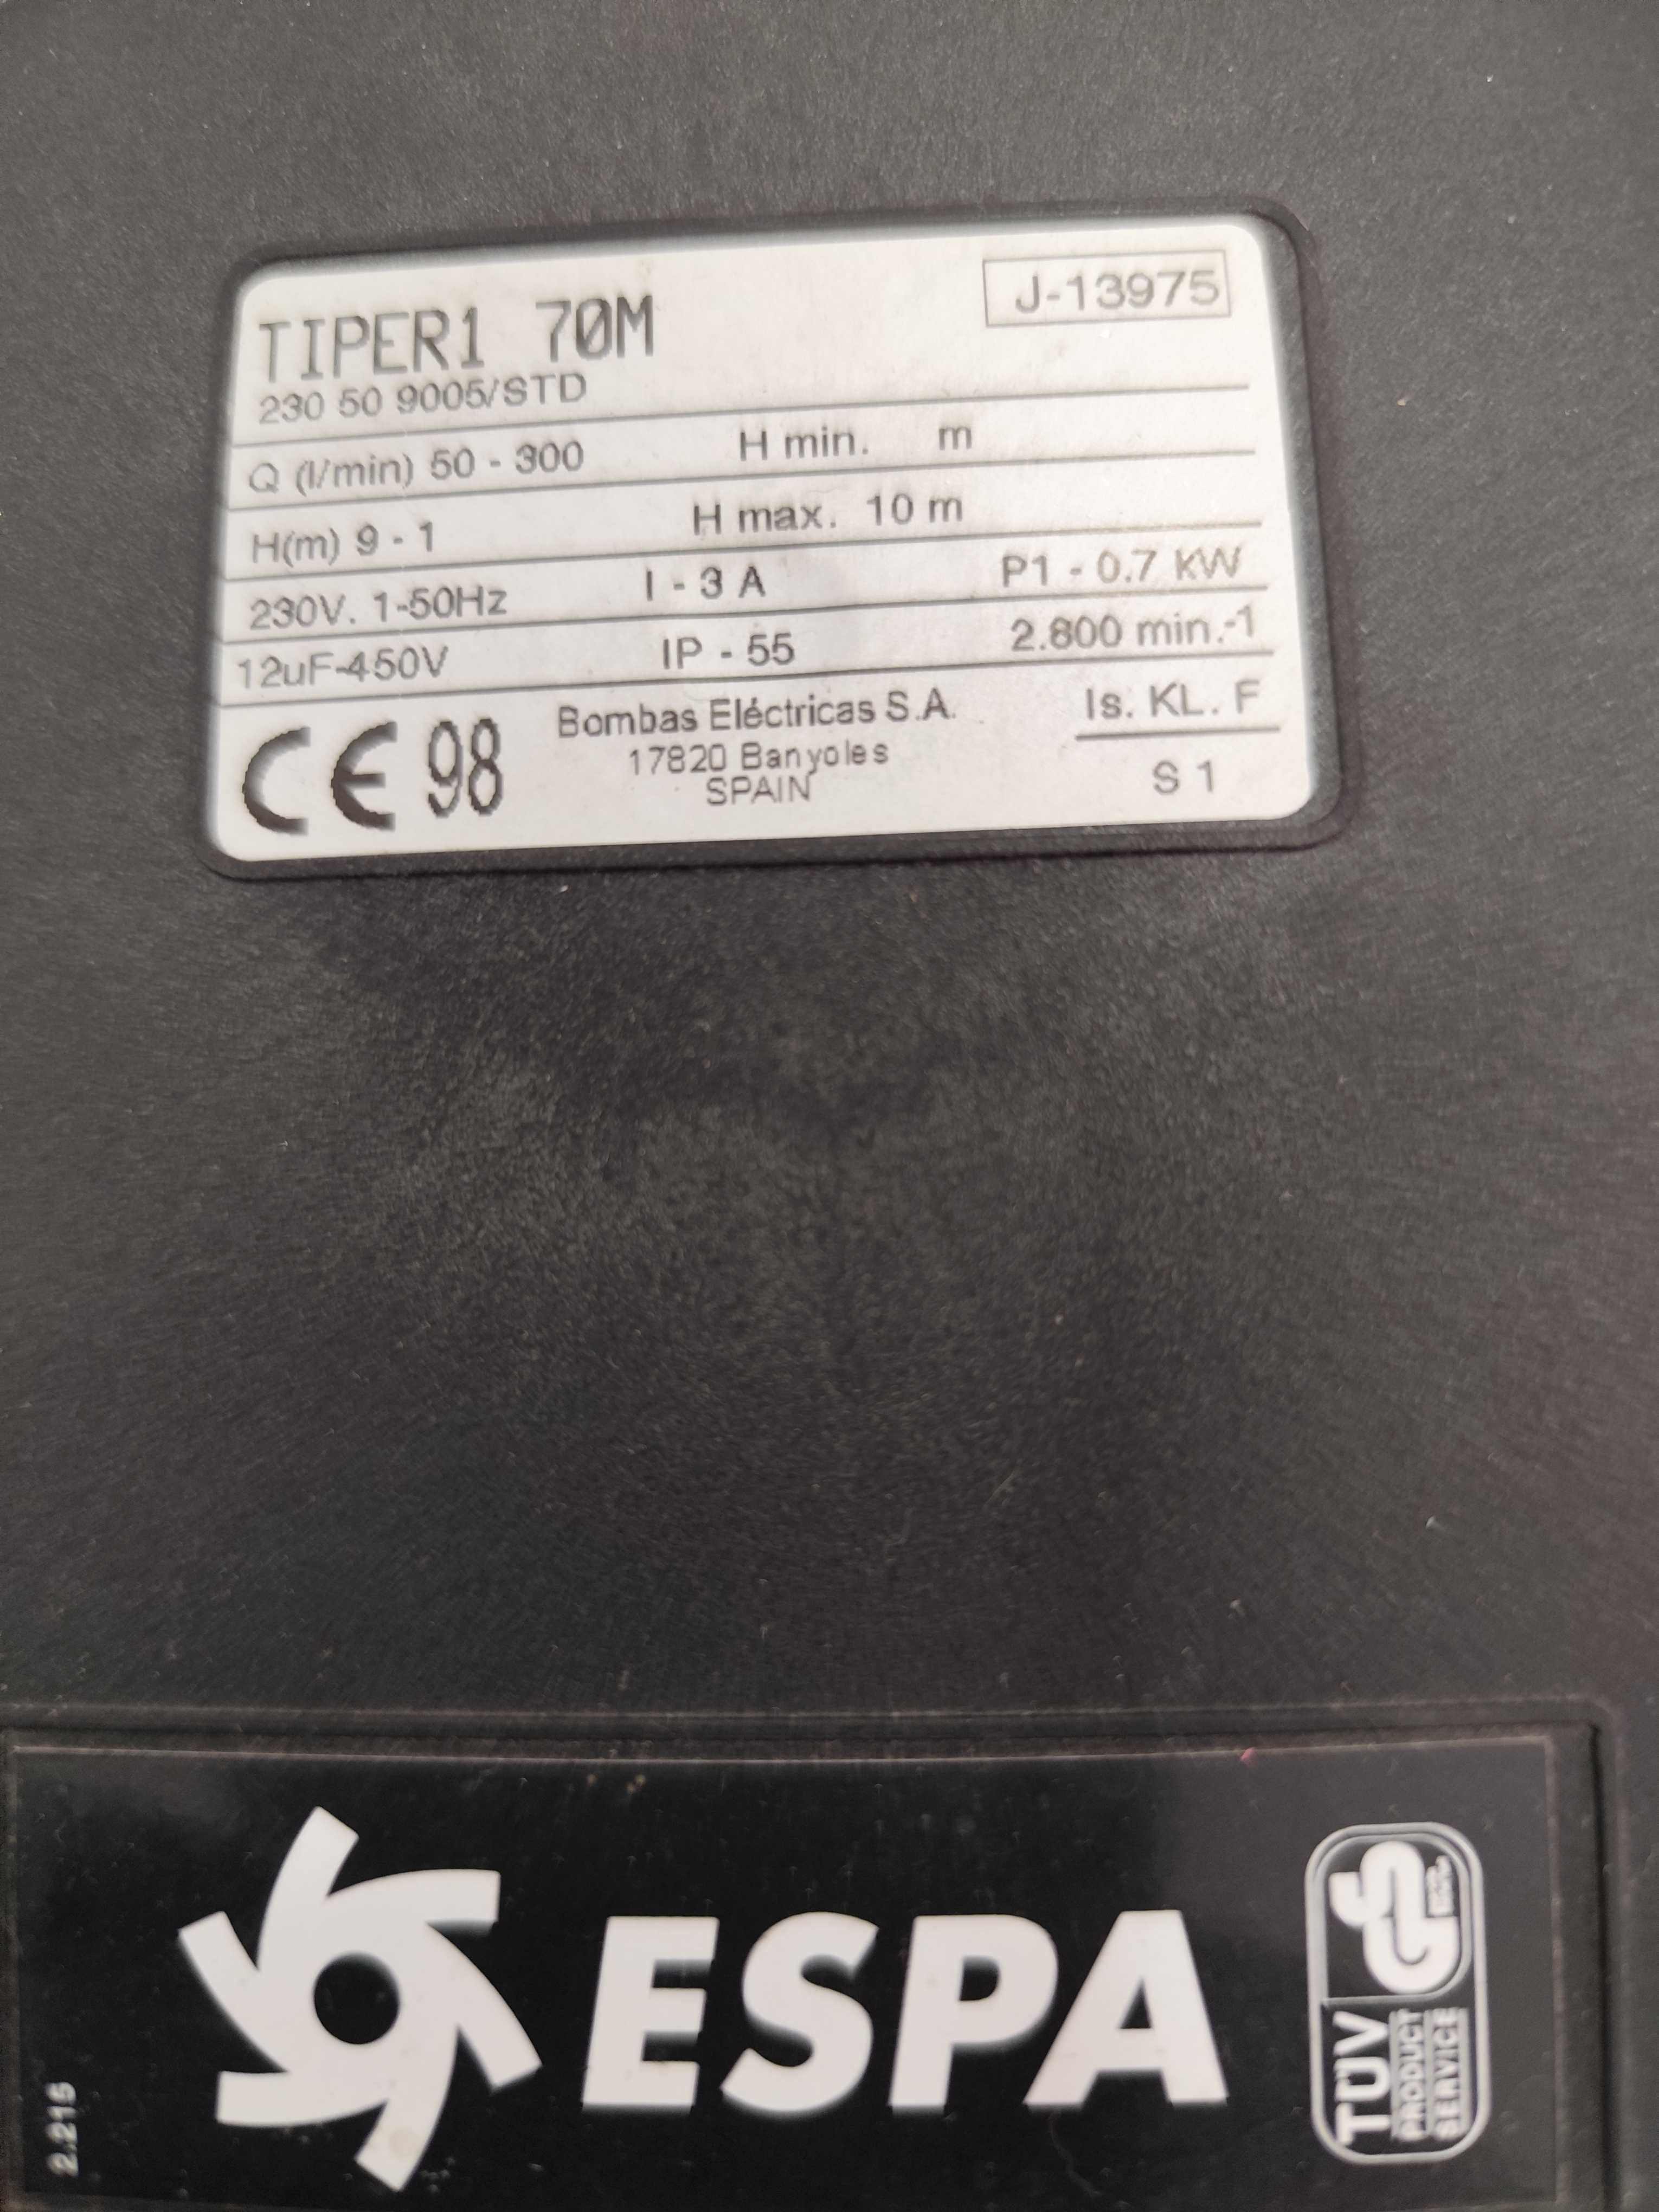 TIPER1 70M
J-13975
230 50 9005/STD
Q (l/min) 50 - 300 H min. m
H(m) 9 - 1 H max. 10 m
230V. 1-50Hz I - 3 A P1 - 0.7 KW
12uF-450V IP - 55 2.800 min.-1
CE 98 Bombas Eléctricas S.A. Is. KL. F
17820 Banyoles
SPAIN
S 1
ESPA
TÜV
PRODUCT
SERVICE
2.215